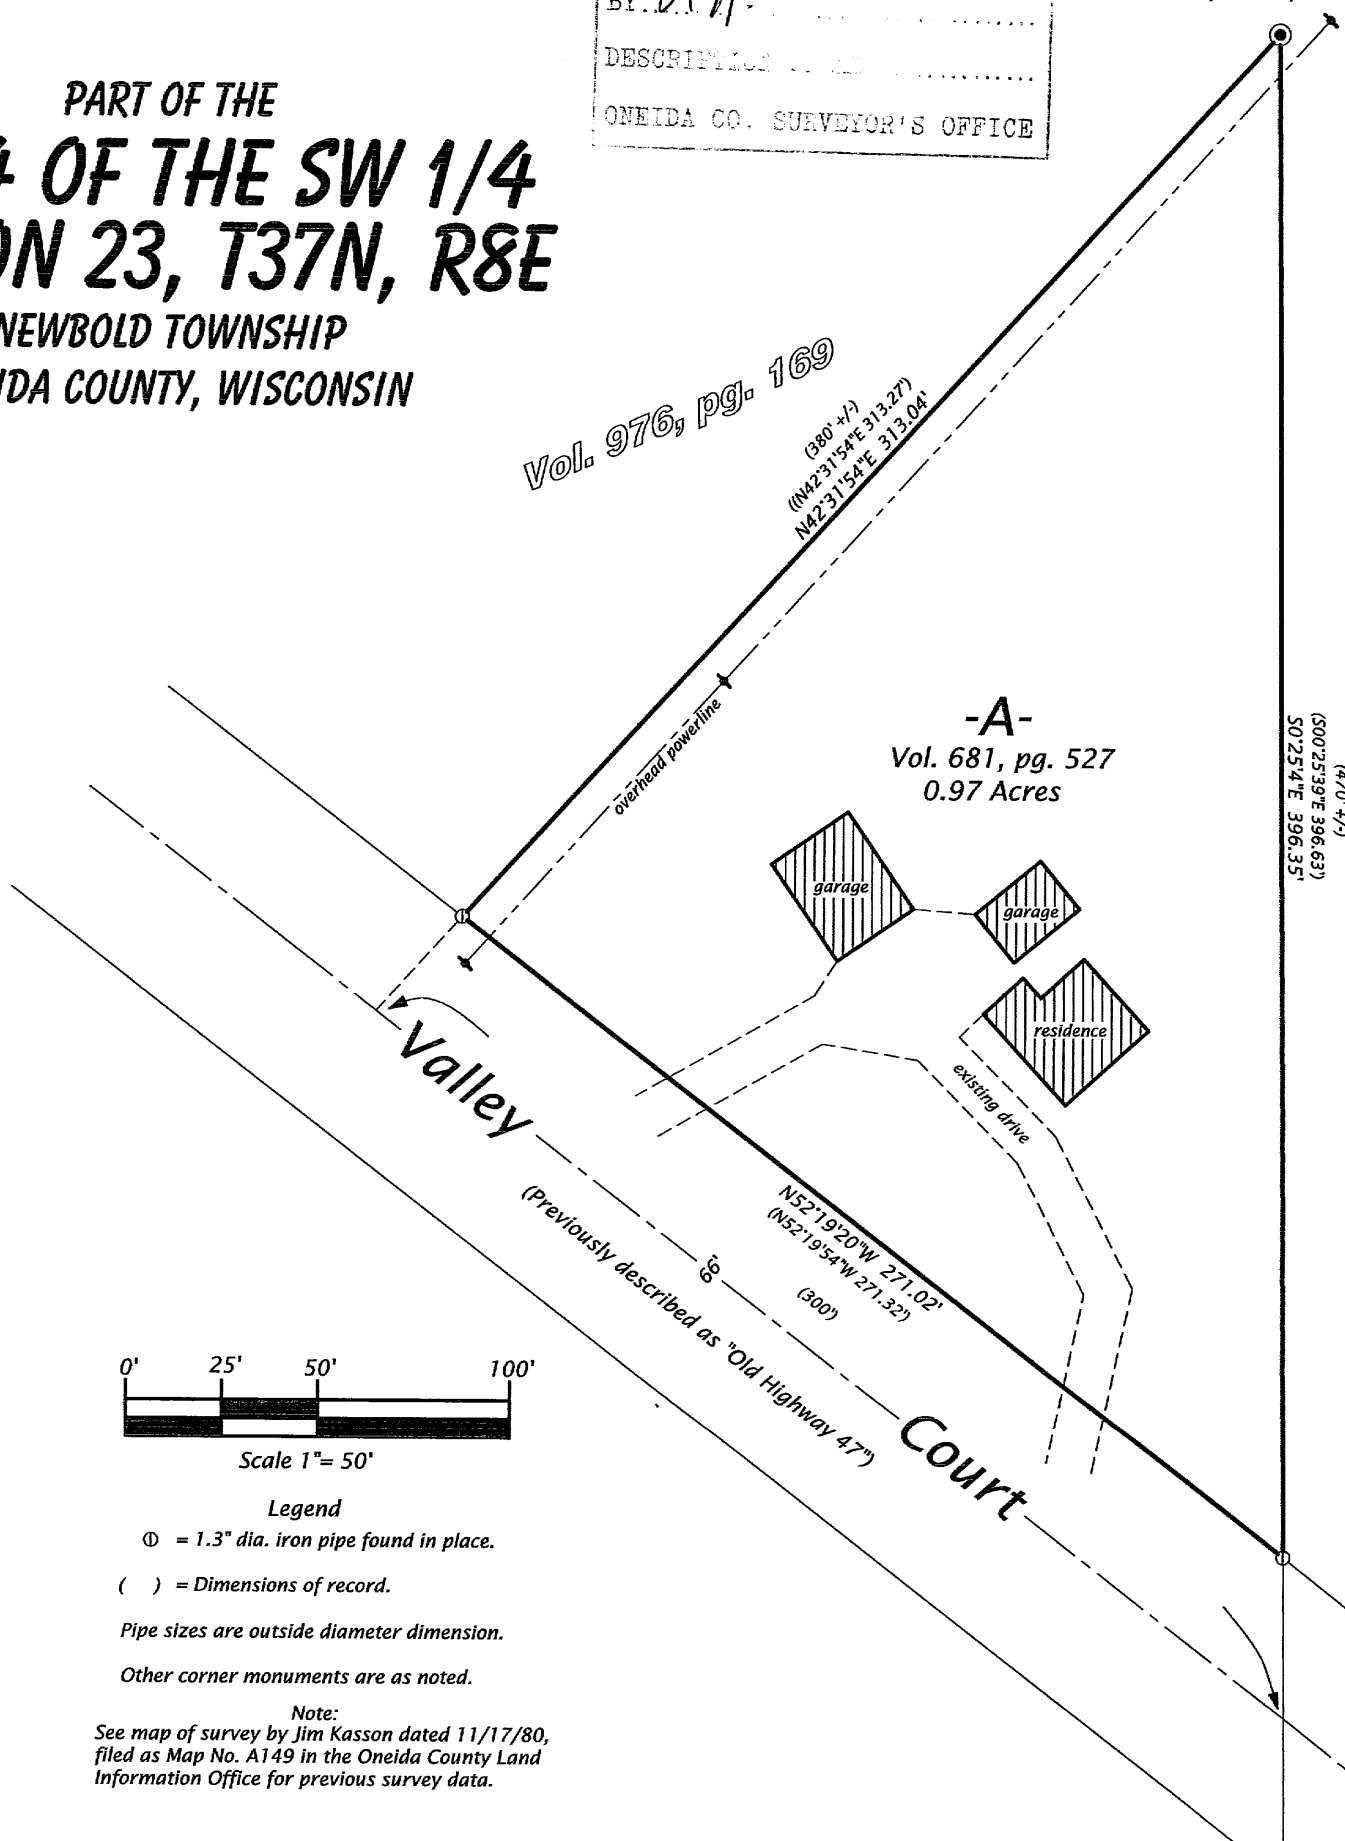 BY
DESCRIPTION
ONEIDA CO. SURVEYOR'S OFFICE
PART OF THE
OF THE SW 1/4
23, T37N, R8E
NEWBOLD TOWNSHIP
COUNTY, WISCONSIN
Vol. 976, pg. 169
(380' +/-)
((N42°31'54"E 313.27')
N42°31'54"E 313.04'
overhead powerline
-A-
Vol. 681, pg. 527
0.97 Acres
(470' +/-)
(S00°25'39"E 396.63')
S0°25'4"E 396.35'
garage
garage
residence
existing drive
Valley Court
(Previously described as "Old Highway 47")
66'
N52°19'20"W 271.02'
(N52°19'54"W 271.32')
(300')
0' 25' 50' 100'
Scale 1"= 50'
Legend
= 1.3" dia. iron pipe found in place.
( ) = Dimensions of record.
Pipe sizes are outside diameter dimension.
Other corner monuments are as noted.
Note:
See map of survey by Jim Kasson dated 11/17/80,
filed as Map No. A149 in the Oneida County Land
Information Office for previous survey data.